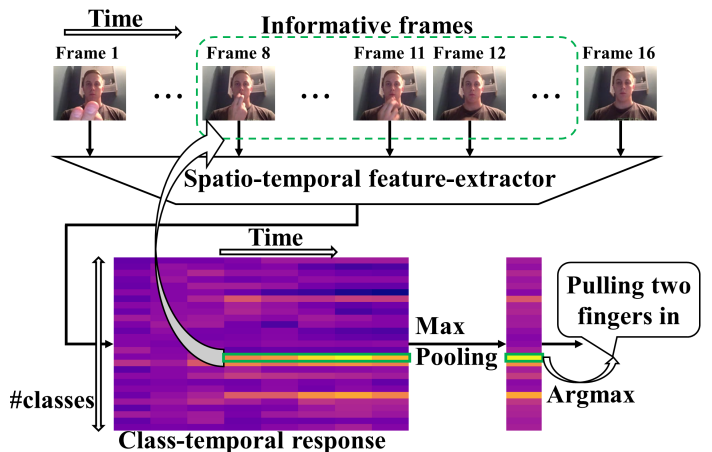 Time
Informative frames
Frame 1
Frame 8
Frame 11
Frame 12
Frame 16
...
...
...
Spatio-temporal feature-extractor
Time
#classes
Max
Pooling
Pulling two
fingers in
Argmax
Class-temporal response